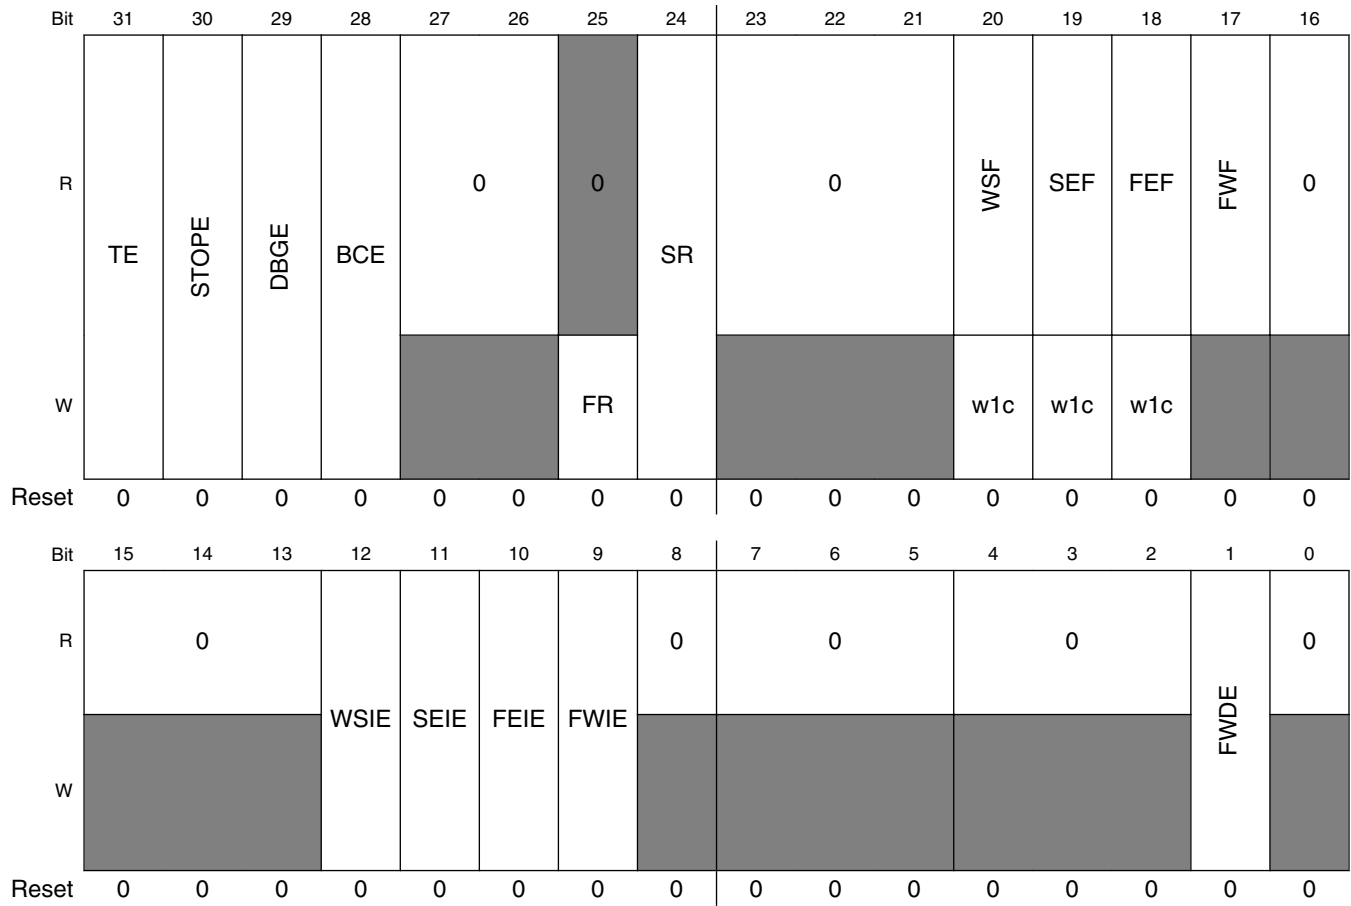 Bit 31 30 29 28 27 26 25 24 23 22 21 20 19 18 17 16
R 0 0 0 WSF SEF FEF FWF 0
TE STOPE DBGE BCE SR
W FR w1c w1c w1c
Reset 0 0 0 0 0 0 0 0 0 0 0 0 0 0 0 0
Bit 15 14 13 12 11 10 9 8 7 6 5 4 3 2 1 0
R 0 0 0 0 0
WSIE SEIE FEIE FWIE FWDE
W
Reset 0 0 0 0 0 0 0 0 0 0 0 0 0 0 0 0